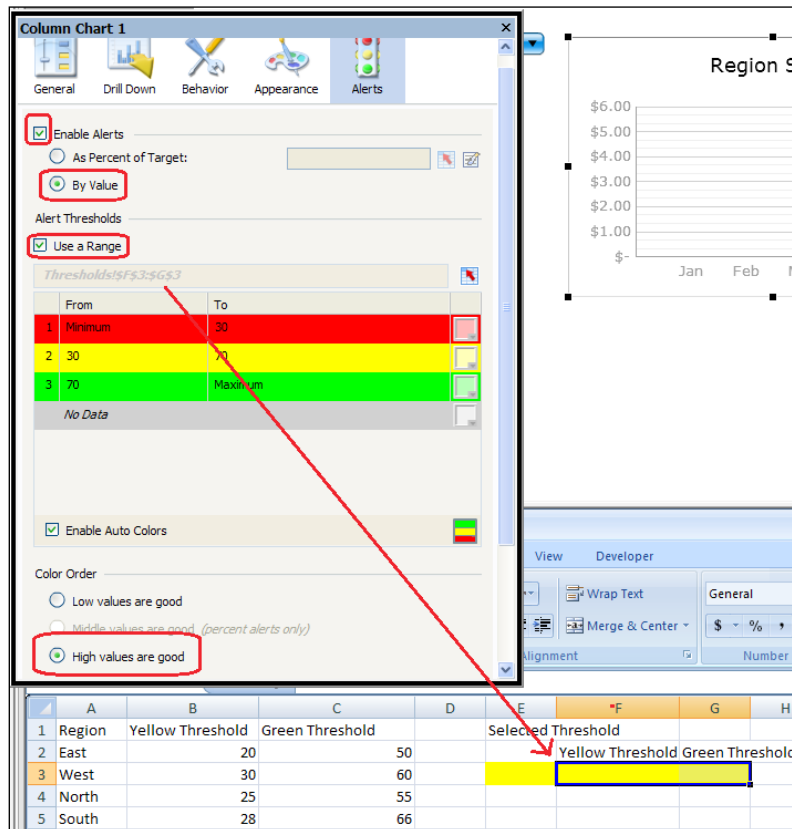 Column Chart 1
Region S
General Drill Down Behavior Appearance Alerts
Enable Alerts
As Percent of Target:
By Value
Alert Thresholds
Use a Range
Thresholds!$F$3:$G$3
From To
1 Minimum 30
2 30 70
3 70 Maximum
No Data
Enable Auto Colors
Color Order
Low values are good
Middle values are good (percent alerts only)
High values are good
$6.00
$5.00
$4.00
$3.00
$2.00
$1.00
$-
Jan Feb
View Developer
Wrap Text General
Merge & Center $ % ,
Alignment Number
A B C D E *F G H
1 Region Yellow Threshold Green Threshold Selected Threshold
2 East 20 50 Yellow Threshold Green Threshold
3 West 30 60
4 North 25 55
5 South 28 66